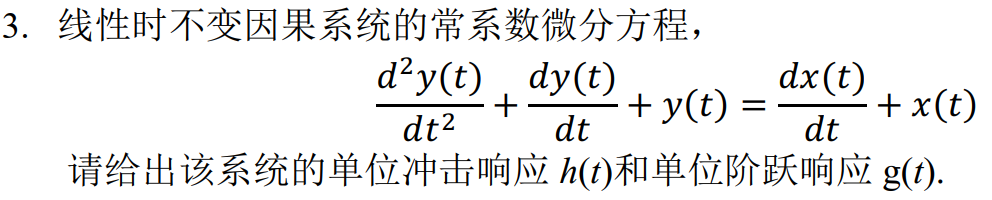 3. 线性时不变因果系统的常系数微分方程，
d²y(t)/dt² + dy(t)/dt + y(t) = dx(t)/dt + x(t)
请给出该系统的单位冲击响应 h(t)和单位阶跃响应 g(t).